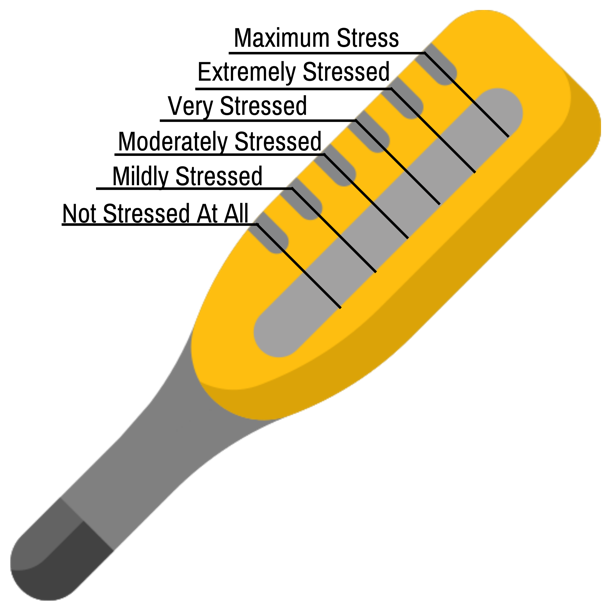 Maximum Stress
Extremely Stressed
Very Stressed
Moderately Stressed
Mildly Stressed
Not Stressed At All